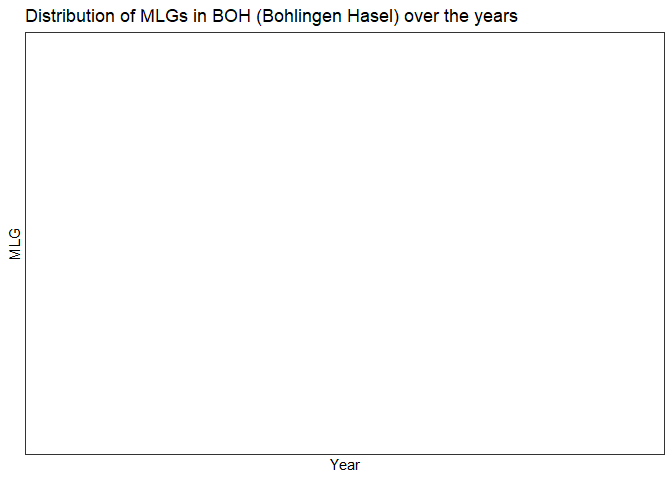 Distribution of MLGs in BOH (Bohlingen Hasel) over the years
MLG
Year